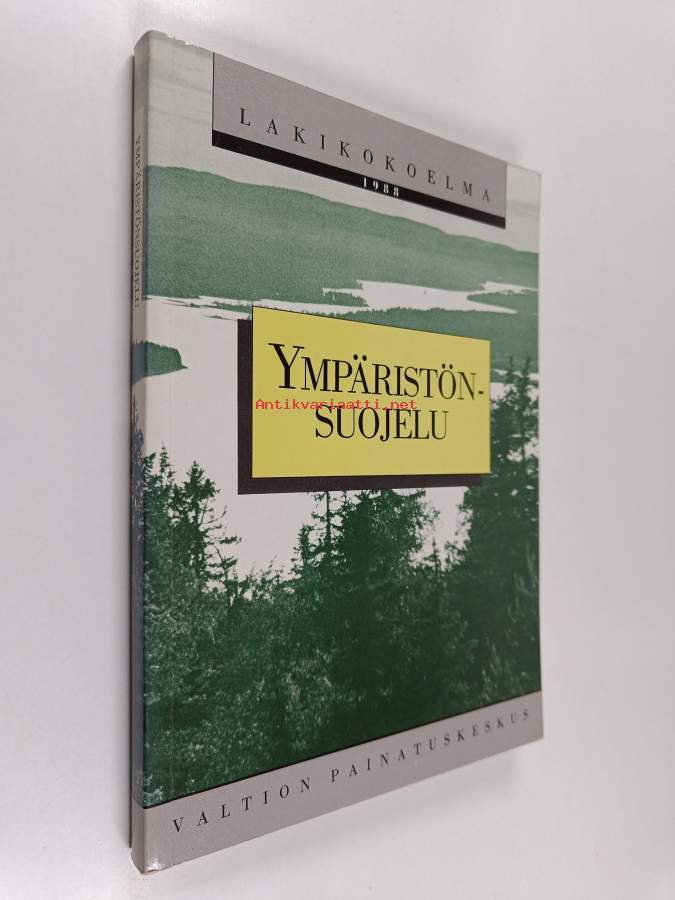 LAKIKOKOELMA
1988
YMPÄRISTÖN-
SUOJELU
Antikvariaatti.net
VALTION PAINATUSKESKUS
YMPÄRISTÖNSUOJELU